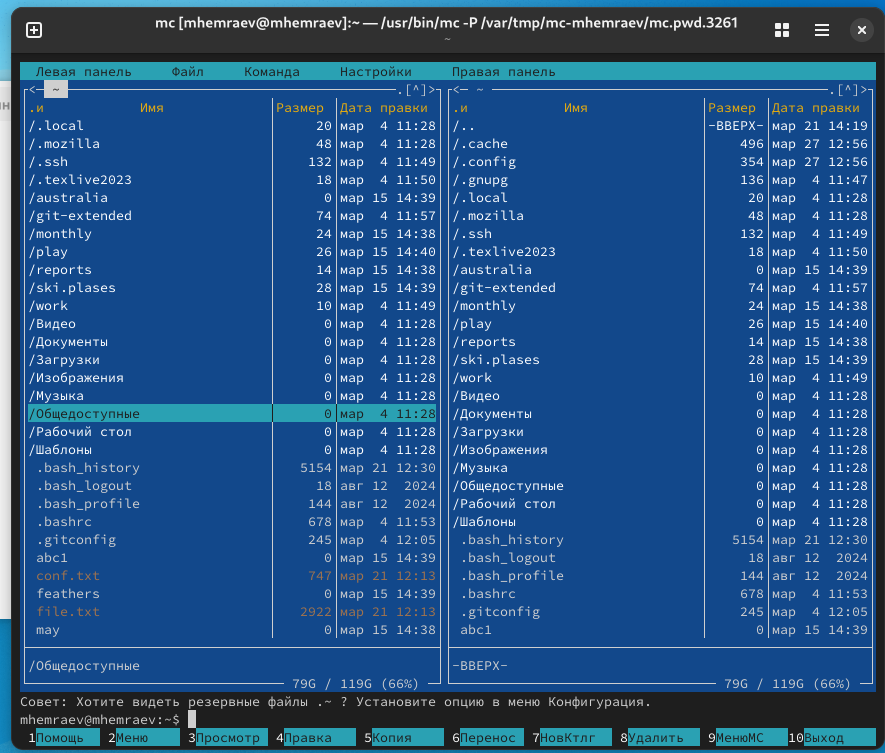 mc [mhemraev@mhemraev]:~ — /usr/bin/mc -P /var/tmp/mc-mhemraev/mc.pwd.3261
~
Левая панель Файл Команда Настройки Правая панель
<- ~ .[^]> <- ~ .[^]>
.и Имя Размер Дата правки .и Имя Размер Дата правки
/.local 20 мар 4 11:28 /.. -ВВЕРХ- мар 21 14:19
/.mozilla 48 мар 4 11:28 /.cache 496 мар 27 12:56
/.ssh 132 мар 4 11:49 /.config 354 мар 27 12:56
/.texlive2023 18 мар 4 11:50 /.gnupg 136 мар 4 11:47
/australia 0 мар 15 14:39 /.local 20 мар 4 11:28
/git-extended 74 мар 4 11:57 /.mozilla 48 мар 4 11:28
/monthly 24 мар 15 14:38 /.ssh 132 мар 4 11:49
/play 26 мар 15 14:40 /.texlive2023 18 мар 4 11:50
/reports 14 мар 15 14:38 /australia 0 мар 15 14:39
/ski.plases 28 мар 15 14:39 /git-extended 74 мар 4 11:57
/work 10 мар 4 11:49 /monthly 24 мар 15 14:38
/Видео 0 мар 4 11:28 /play 26 мар 15 14:40
/Документы 0 мар 4 11:28 /reports 14 мар 15 14:38
/Загрузки 0 мар 4 11:28 /ski.plases 28 мар 15 14:39
/Изображения 0 мар 4 11:28 /work 10 мар 4 11:49
/Музыка 0 мар 4 11:28 /Видео 0 мар 4 11:28
/Общедоступные 0 мар 4 11:28 /Документы 0 мар 4 11:28
/Рабочий стол 0 мар 4 11:28 /Загрузки 0 мар 4 11:28
/Шаблоны 0 мар 4 11:28 /Изображения 0 мар 4 11:28
.bash_history 5154 мар 21 12:30 /Музыка 0 мар 4 11:28
.bash_logout 18 авг 12 2024 /Общедоступные 0 мар 4 11:28
.bash_profile 144 авг 12 2024 /Рабочий стол 0 мар 4 11:28
.bashrc 678 мар 4 11:53 /Шаблоны 0 мар 4 11:28
.gitconfig 245 мар 4 12:05 .bash_history 5154 мар 21 12:30
abc1 0 мар 15 14:39 .bash_logout 18 авг 12 2024
conf.txt 747 мар 21 12:13 .bash_profile 144 авг 12 2024
feathers 0 мар 15 14:39 .bashrc 678 мар 4 11:53
file.txt 2922 мар 21 12:13 .gitconfig 245 мар 4 12:05
may 0 мар 15 14:38 abc1 0 мар 15 14:39
/Общедоступные -ВВЕРХ-
79G / 119G (66%) 79G / 119G (66%)
Совет: Хотите видеть резервные файлы .~ ? Установите опцию в меню Конфигурация.
mhemraev@mhemraev:~$
1Помощь 2Меню 3Просмотр 4Правка 5Копия 6Перенос 7НовКтлг 8Удалить 9МенюМС 10Выход